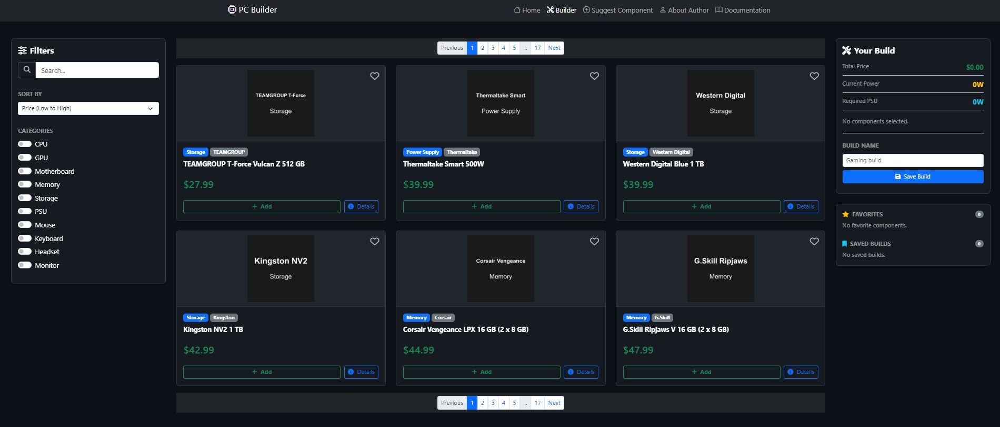 PC Builder
Home Builder Suggest Component About Author Documentation
Filters
Search...
SORT BY
Price (Low to High)
CATEGORIES
CPU
GPU
Motherboard
Memory
Storage
PSU
Mouse
Keyboard
Headset
Monitor
Previous 1 2 3 4 5 ... 17 Next
TEAMGROUP T-Force
Storage
Storage TEAMGROUP
TEAMGROUP T-Force Vulcan Z 512 GB
$27.99
+ Add Details
Thermaltake Smart
Power Supply
Power Supply Thermaltake
Thermaltake Smart 500W
$39.99
+ Add Details
Western Digital
Storage
Storage Western Digital
Western Digital Blue 1 TB
$39.99
+ Add Details
Kingston NV2
Storage
Storage Kingston
Kingston NV2 1 TB
$42.99
+ Add Details
Corsair Vengeance
Memory
Memory Corsair
Corsair Vengeance LPX 16 GB (2 x 8 GB)
$44.99
+ Add Details
G.Skill Ripjaws
Memory
Memory G.Skill
G.Skill Ripjaws V 16 GB (2 x 8 GB)
$47.99
+ Add Details
Previous 1 2 3 4 5 ... 17 Next
Your Build
Total Price $0.00
Current Power 0W
Required PSU 0W
No components selected.
BUILD NAME
Gaming build
Save Build
FAVORITES 0
No favorite components.
SAVED BUILDS 0
No saved builds.